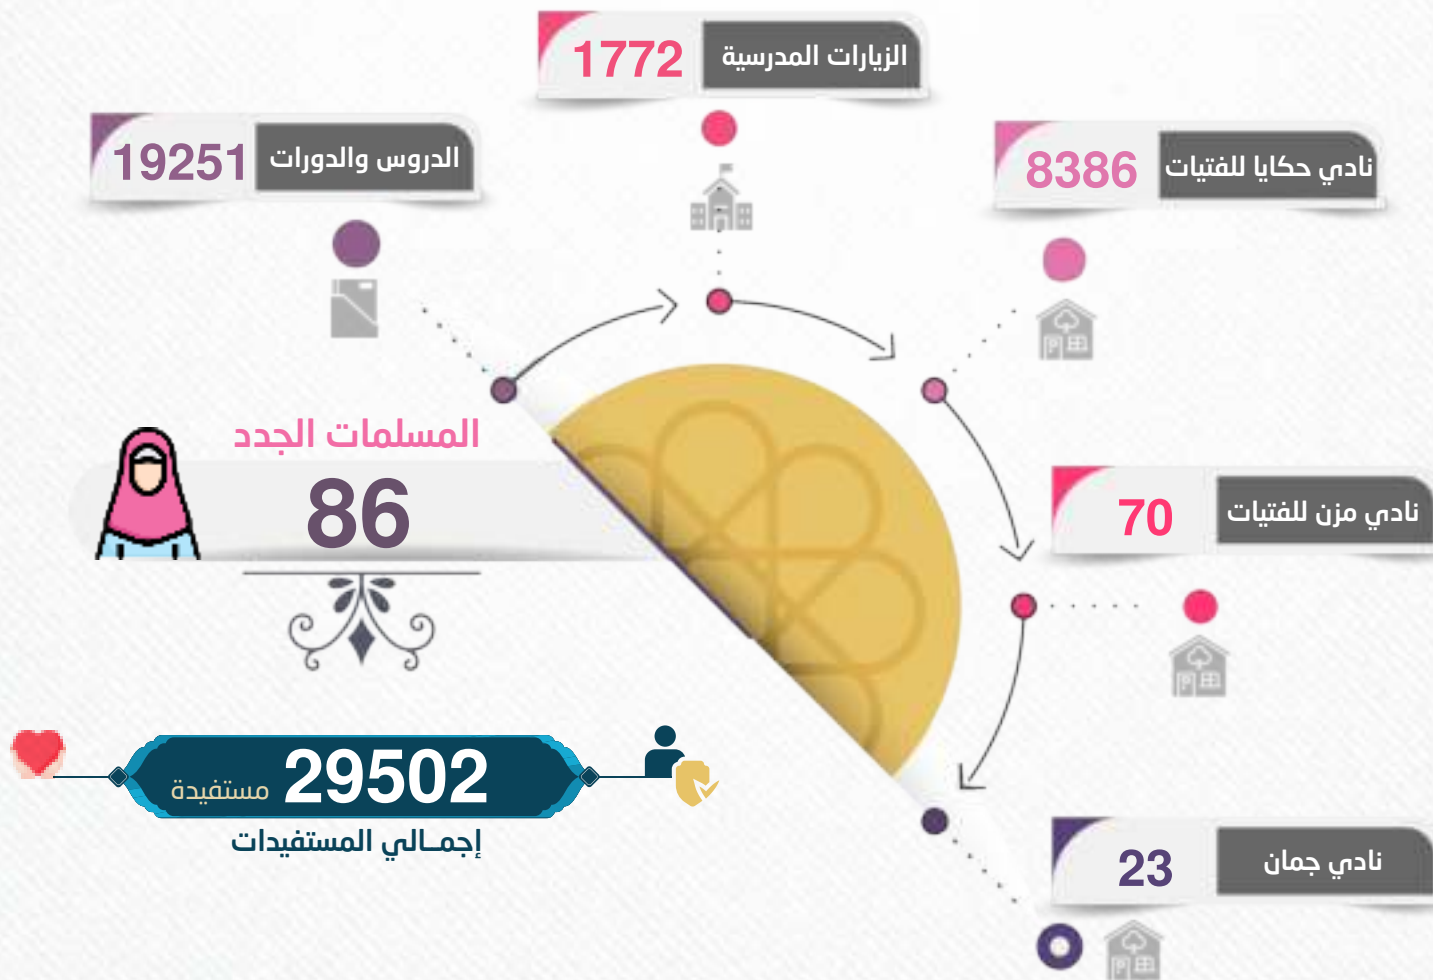 الزيارات المدرسية
1772
الدروس والدورات
19251
نادي حكايا للفتيات
8386
المسلمات الجدد
86
نادي مزن للفتيات
70
29502 مستفيدة
إجمـالي المستفيدات
نادي جمان
23